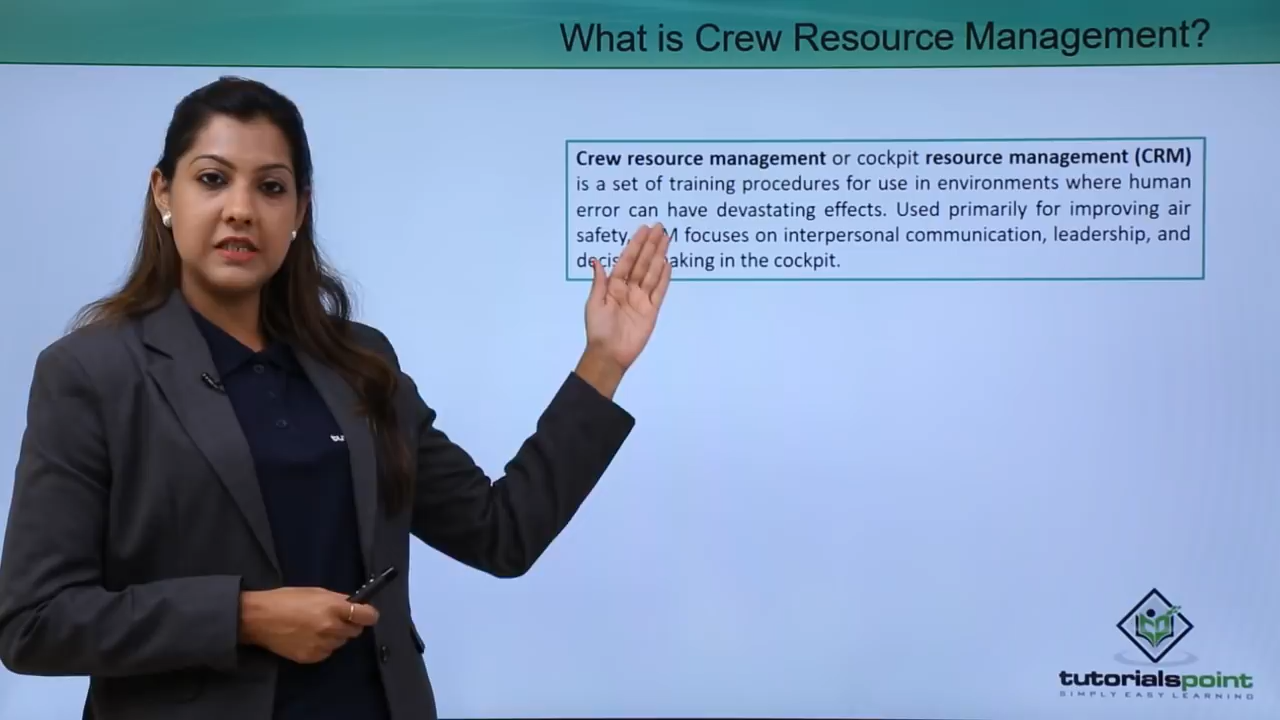 What is Crew Resource Management?
Crew resource management or cockpit resource management (CRM)
is a set of training procedures for use in environments where human
error can have devastating effects. Used primarily for improving air
safety, focuses on interpersonal communication, leadership, and
in the cockpit.
tutorialspoint
SIMPLY EASY LEARNING